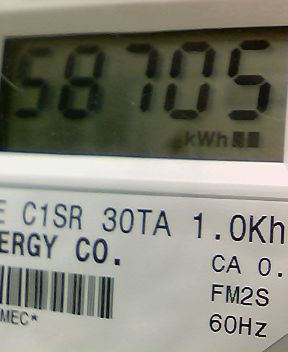 58705
kWh
E C1SR 30TA 1.0Kh
ERGY CO.
CA 0.
FM2S
MEC*
60Hz